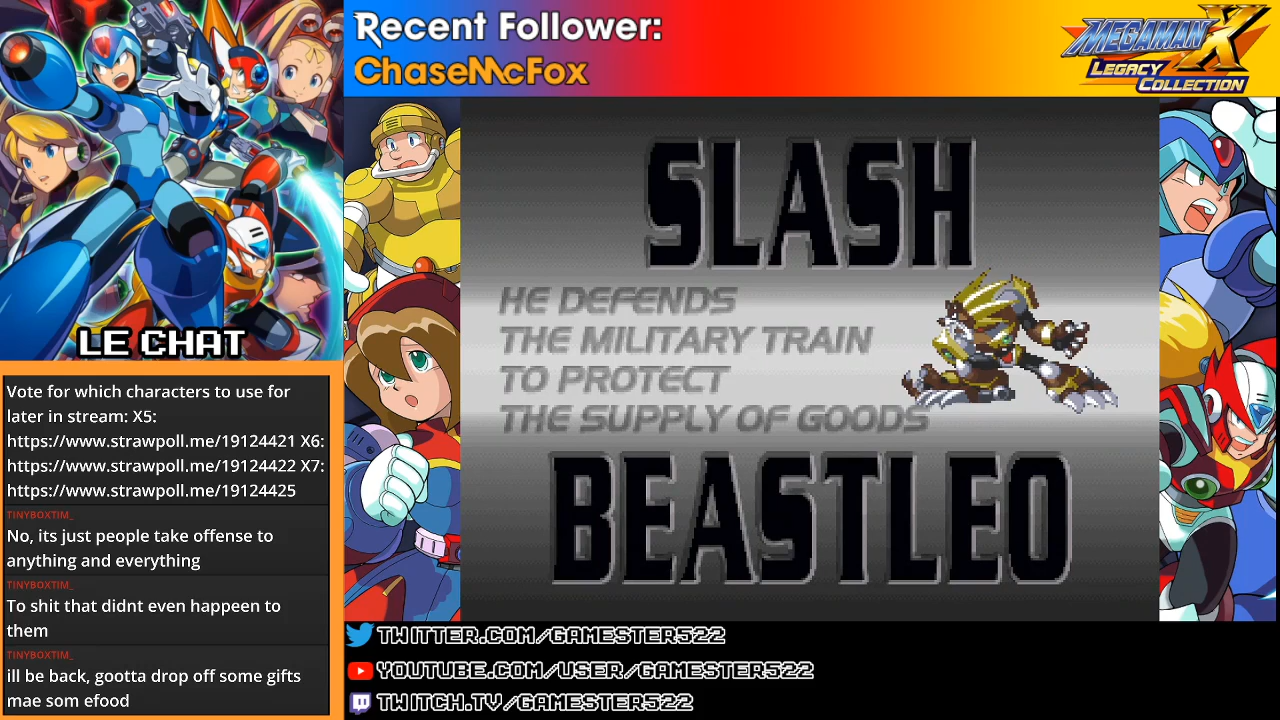 Recent Follower:
ChaseMcFox
MEGAMAN X
LEGACY
COLLECTION
LE CHAT
Vote for which characters to use for
later in stream: X5:
https://www.strawpoll.me/19124421 X6:
https://www.strawpoll.me/19124422 X7:
https://www.strawpoll.me/19124425
TINYBOXTIM_
No, its just people take offense to
anything and everything
TINYBOXTIM_
To shit that didnt even happeen to
them
TINYBOXTIM_
ill be back, gootta drop off some gifts
mae som efood
SLASH
HE DEFENDS
THE MILITARY TRAIN
TO PROTECT
THE SUPPLY OF GOODS
BEASTLEO
TWITTER.COM/GAMESTER522
YOUTUBE.COM/USER/GAMESTER522
TWITCH.TV/GAMESTER522